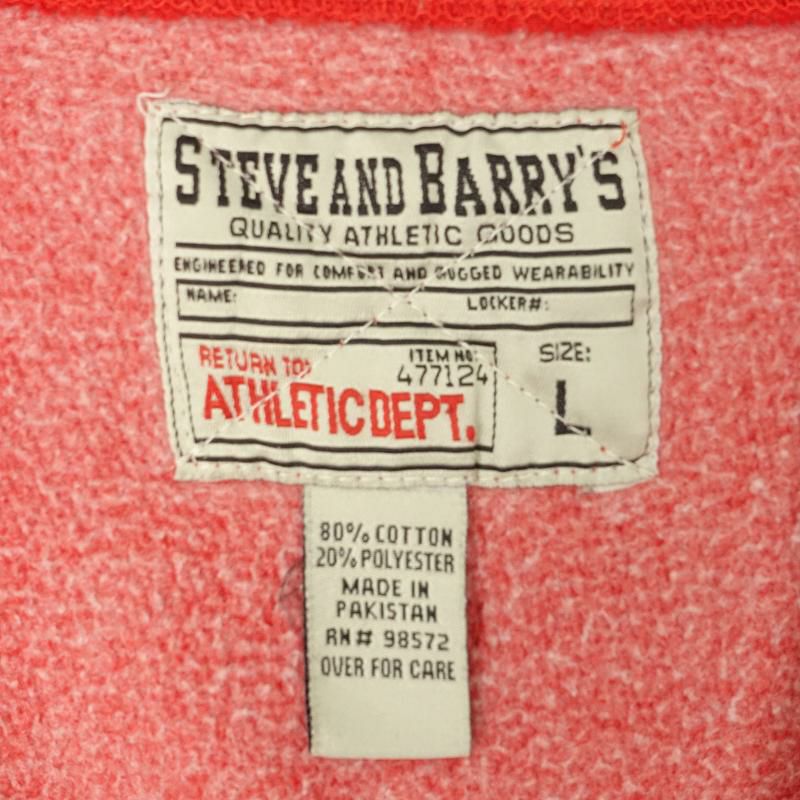 STEVE AND BARRY'S
QUALITY ATHLETIC GOODS
ENGINEERED FOR COMFORT AND RUGGED WEARABILITY
NAME: LOCKER#:
RETURN TO: ITEM NO:
477124
ATHLETIC DEPT.
SIZE:
L
80% COTTON
20% POLYESTER
MADE IN
PAKISTAN
RN# 98572
OVER FOR CARE